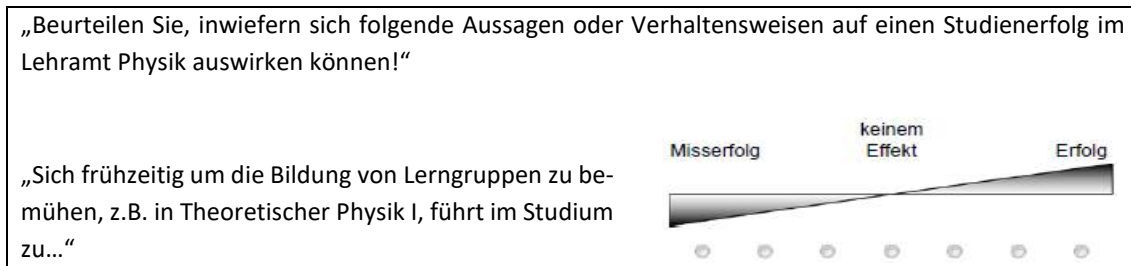 „Beurteilen Sie, inwiefern sich folgende Aussagen oder Verhaltensweisen auf einen Studienerfolg im
Lehramt Physik auswirken können!“
Misserfolg
keinem
Effekt
Erfolg
„Sich frühzeitig um die Bildung von Lerngruppen zu be-
mühen, z.B. in Theoretischer Physik I, führt im Studium
zu…“